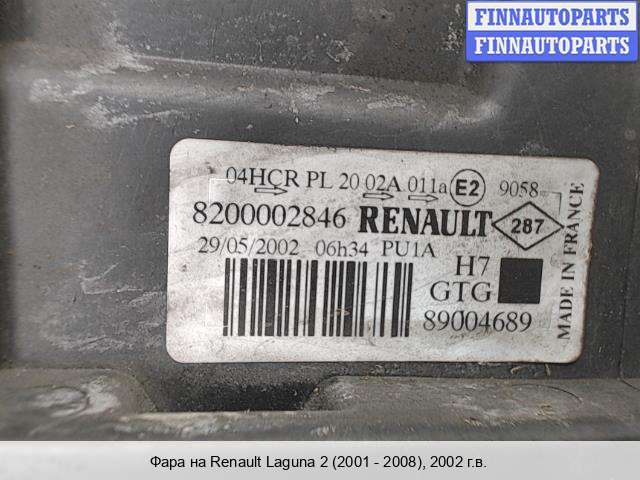 FINNAUTOPARTS
FINNAUTOPARTS
04HCR PL 20 02A 011a E2 9058
8200002846 RENAULT 287
29/05/2002 06h34 PU1A
H7
GTG
89004689
MADE IN FRANCE
Фара на Renault Laguna 2 (2001 - 2008), 2002 г.в.